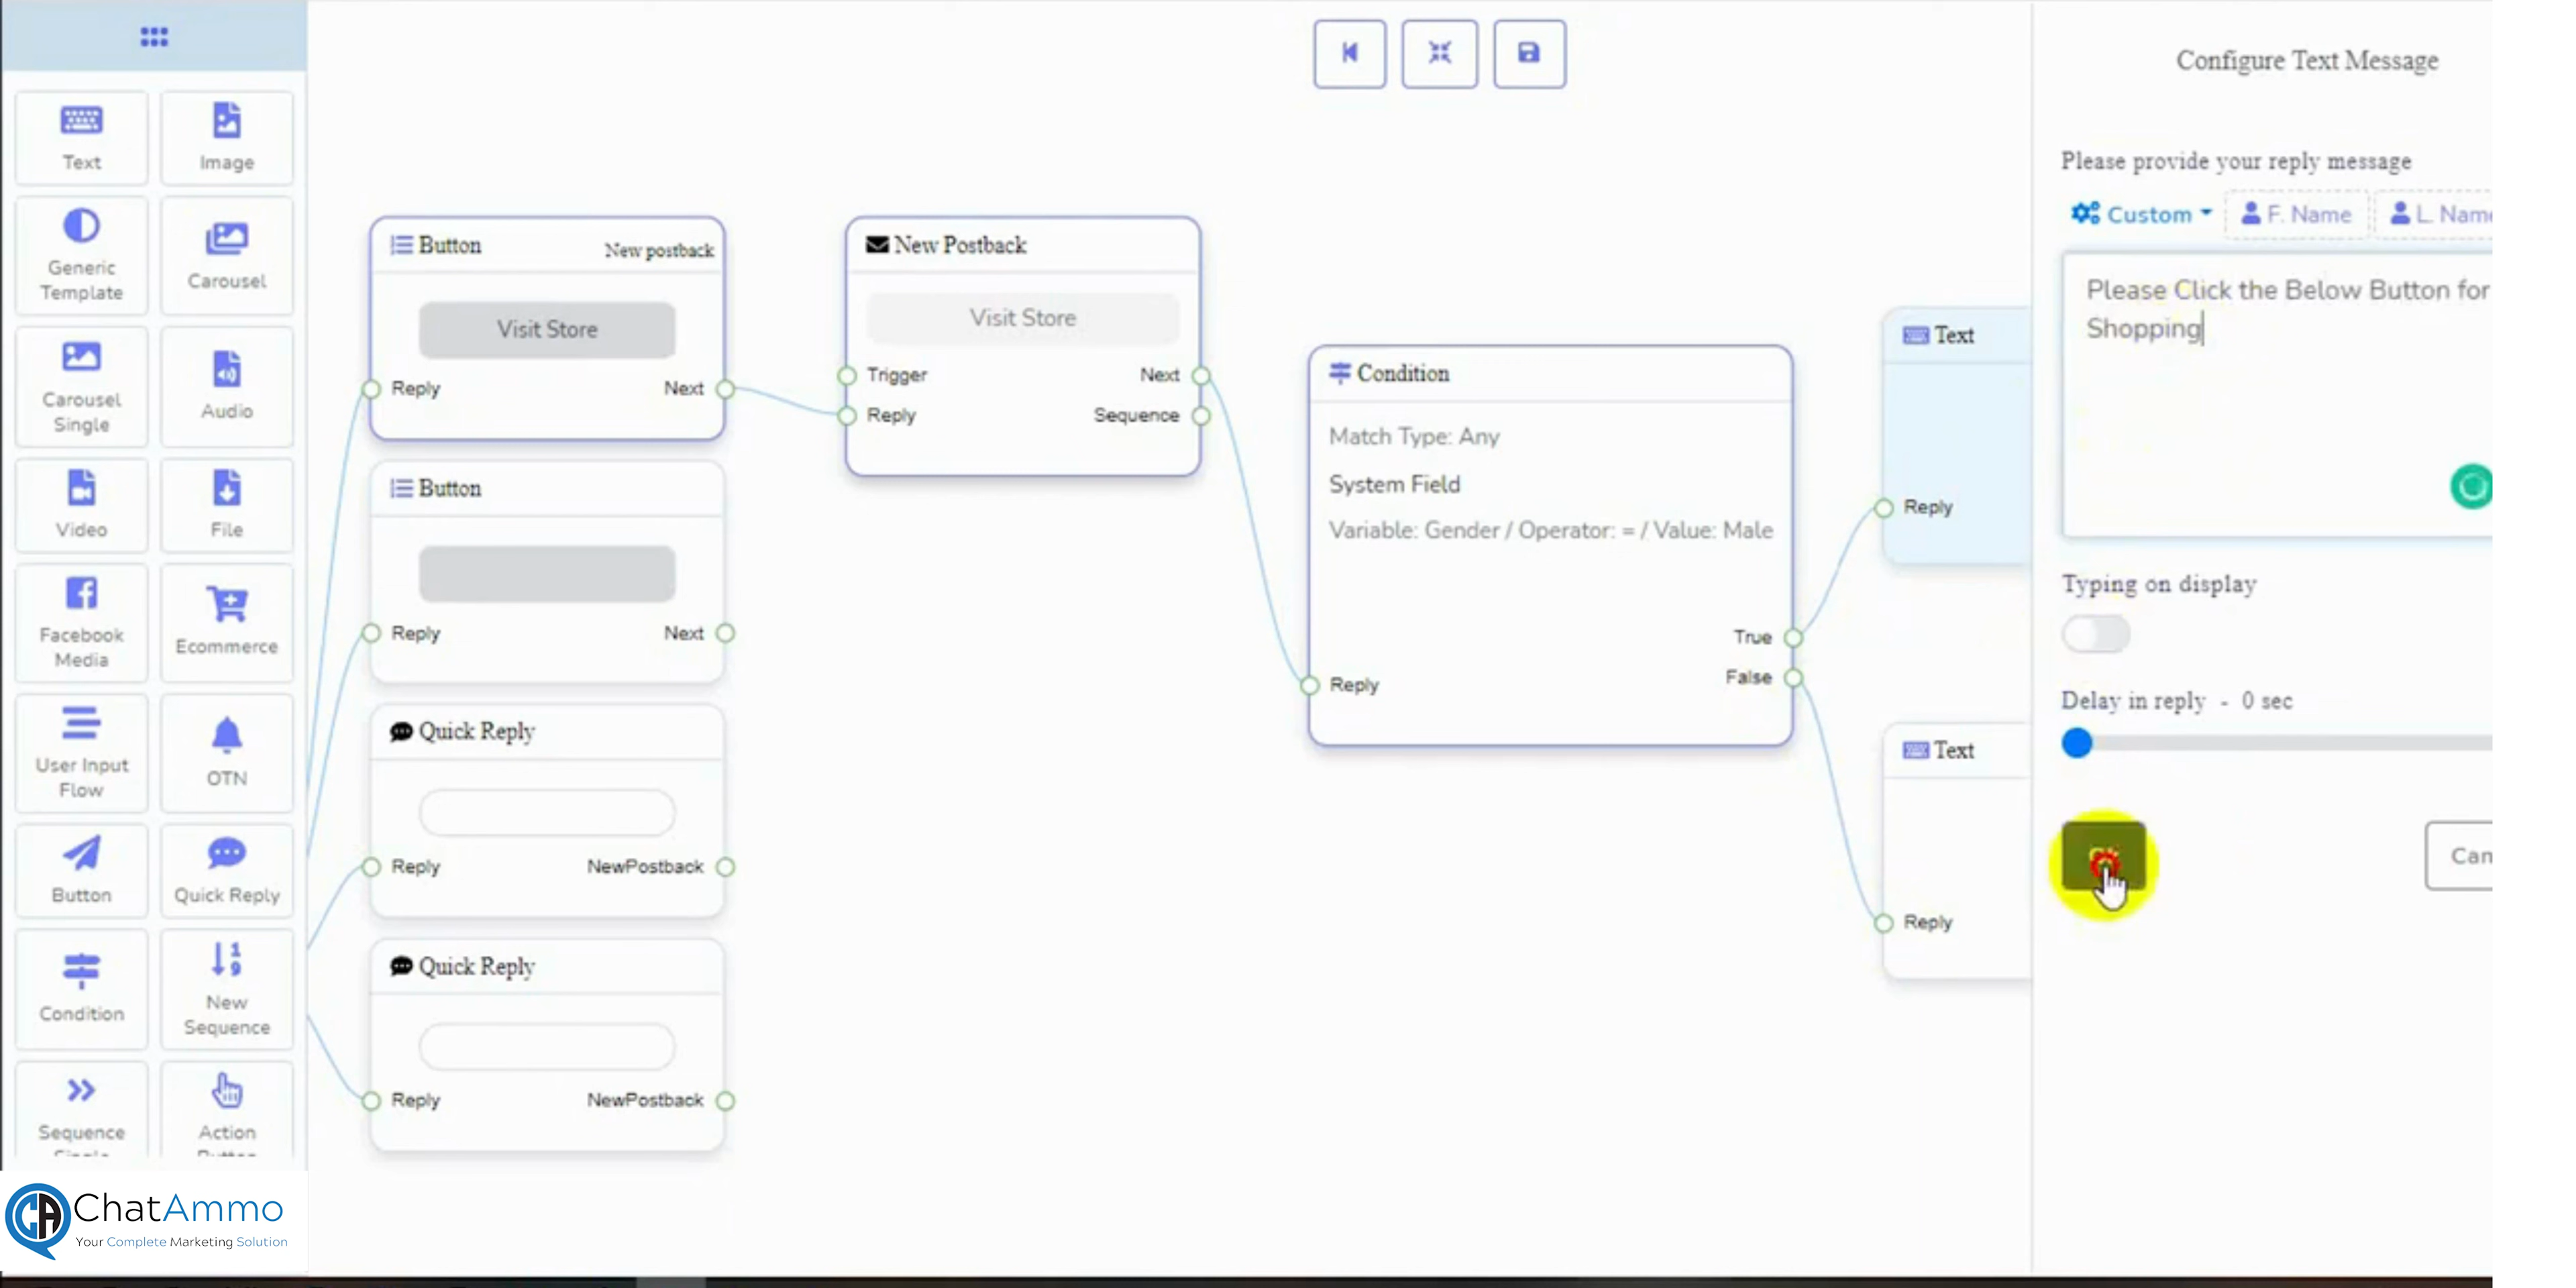 Text
Image
Generic
Template
Carousel
Carousel
Single
Audio
Video
File
Facebook
Media
Ecommerce
User Input
Flow
OTN
Button
Quick Reply
Condition
New
Sequence
Sequence
Action
ChatAmmo
Your Complete Marketing Solution
Button
New postback
Visit Store
Reply
Next
Button
Reply
Next
Quick Reply
Reply
NewPostback
Quick Reply
Reply
NewPostback
New Postback
Visit Store
Trigger
Next
Reply
Sequence
Condition
Match Type: Any
System Field
Variable: Gender / Operator: = / Value: Male
True
False
Reply
Text
Reply
Text
Reply
Configure Text Message
Please provide your reply message
Custom
F. Name
L. Name
Please Click the Below Button for
Shopping
Typing on display
Delay in reply - 0 sec
Can